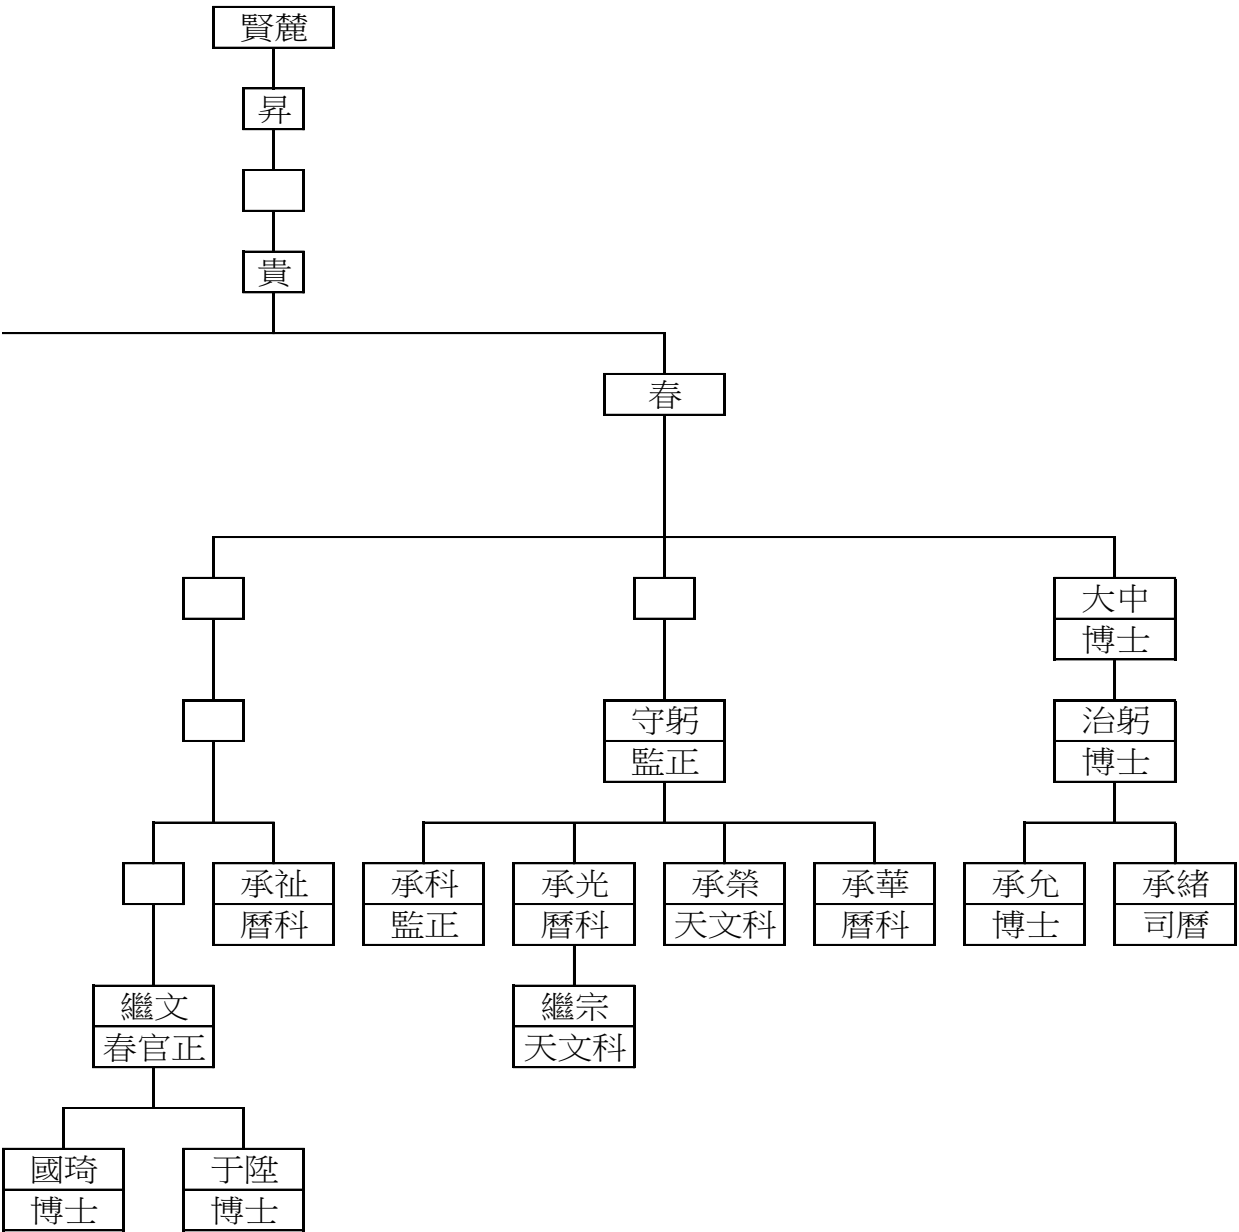 賢麓
昇
貴
春
大中
博士
守躬
監正
治躬
博士
承祉
曆科
承科
監正
承光
曆科
承榮
天文科
承華
曆科
承允
博士
承緒
司曆
繼文
春官正
繼宗
天文科
國琦
博士
于陞
博士